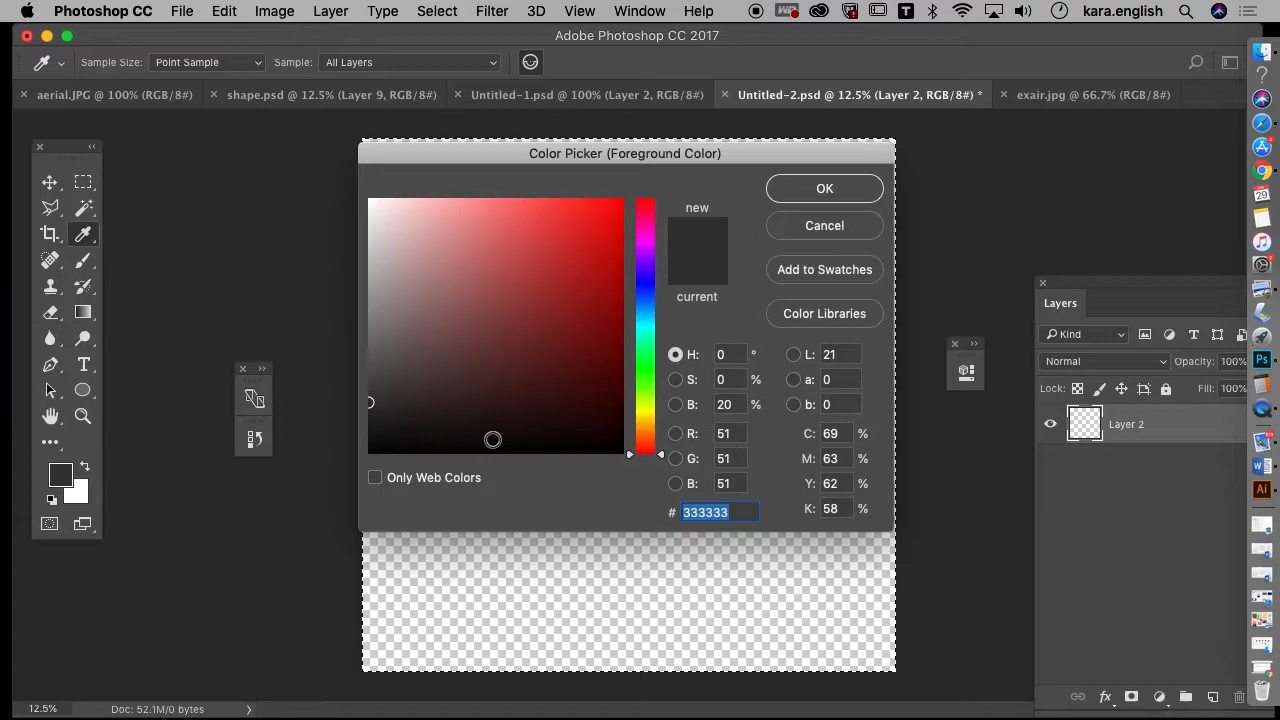 Photoshop CC File Edit Image Layer Type Select Filter 3D View Window Help kara.english
Adobe Photoshop CC 2017
Sample Size: Point Sample Sample: All Layers
aerial.JPG @ 100% (RGB/8#) shape.psd @ 12.5% (Layer 9, RGB/8#) Untitled-1.psd @ 100% (Layer 2, RGB/8#) Untitled-2.psd @ 12.5% (Layer 2, RGB/8#) * exair.jpg @ 66.7% (RGB/8#)
Color Picker (Foreground Color)
new
current
OK
Cancel
Add to Swatches
Color Libraries
H: 0 ° L: 21
S: 0 % a: 0
B: 20 % b: 0
R: 51 C: 69 %
G: 51 M: 63 %
B: 51 Y: 62 %
# 333333 K: 58 %
Only Web Colors
Layers
Kind
Normal Opacity: 100%
Lock: Fill: 100%
Layer 2
29
Ps
Ai
12.5% Doc: 52.1M/0 bytes